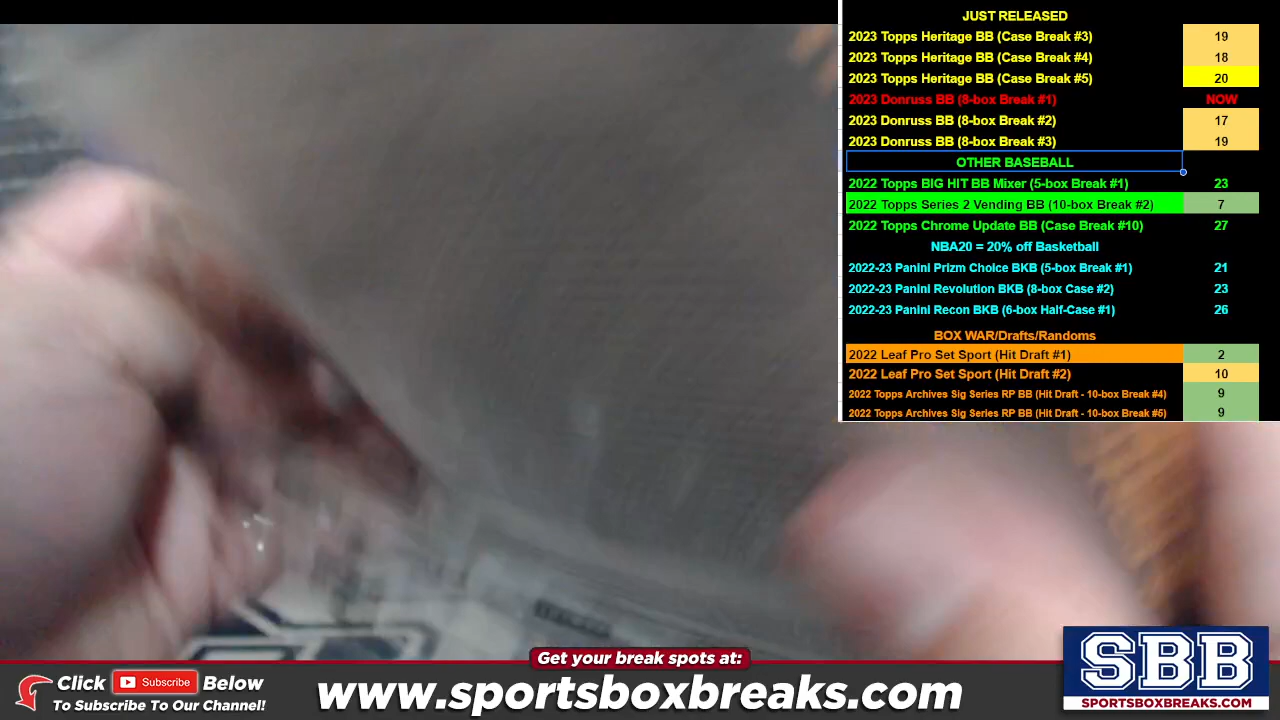 JUST RELEASED
2023 Topps Heritage BB (Case Break #3) 19
2023 Topps Heritage BB (Case Break #4) 18
2023 Topps Heritage BB (Case Break #5) 20
2023 Donruss BB (8-box Break #1) NOW
2023 Donruss BB (8-box Break #2) 17
2023 Donruss BB (8-box Break #3) 19
OTHER BASEBALL
2022 Topps BIG HIT BB Mixer (5-box Break #1) 23
2022 Topps Series 2 Vending BB (10-box Break #2) 7
2022 Topps Chrome Update BB (Case Break #10) 27
NBA20 = 20% off Basketball
2022-23 Panini Prizm Choice BKB (5-box Break #1) 21
2022-23 Panini Revolution BKB (8-box Case #2) 23
2022-23 Panini Recon BKB (6-box Half-Case #1) 26
BOX WAR/Drafts/Randoms
2022 Leaf Pro Set Sport (Hit Draft #1) 2
2022 Leaf Pro Set Sport (Hit Draft #2) 10
2022 Topps Archives Sig Series RP BB (Hit Draft - 10-box Break #4) 9
2022 Topps Archives Sig Series RP BB (Hit Draft - 10-box Break #5) 9
Get your break spots at:
Click Subscribe Below
To Subscribe To Our Channel!
www.sportsboxbreaks.com
SBB
SPORTSBOXBREAKS.COM